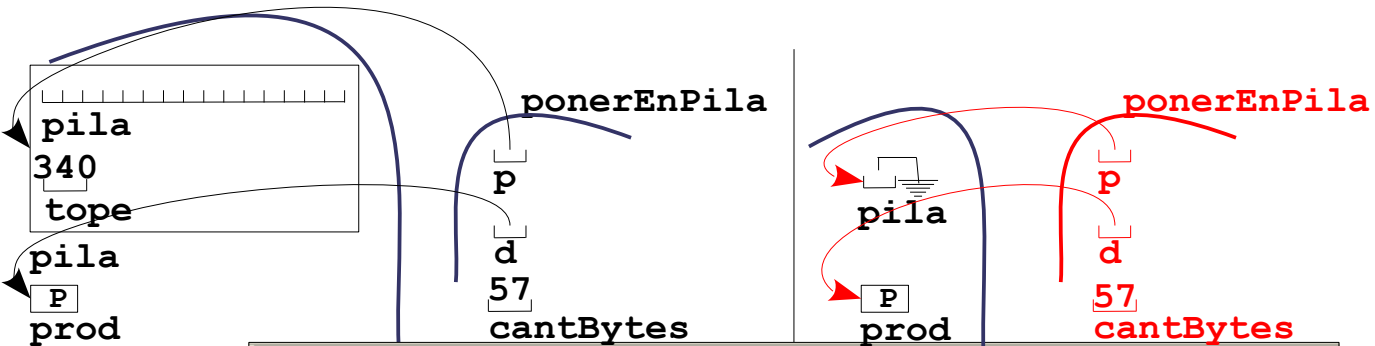 ponerEnPila
pila
340
tope
pila
P
prod
p
d
57
cantBytes
ponerEnPila
pila
P
prod
p
d
57
cantBytes